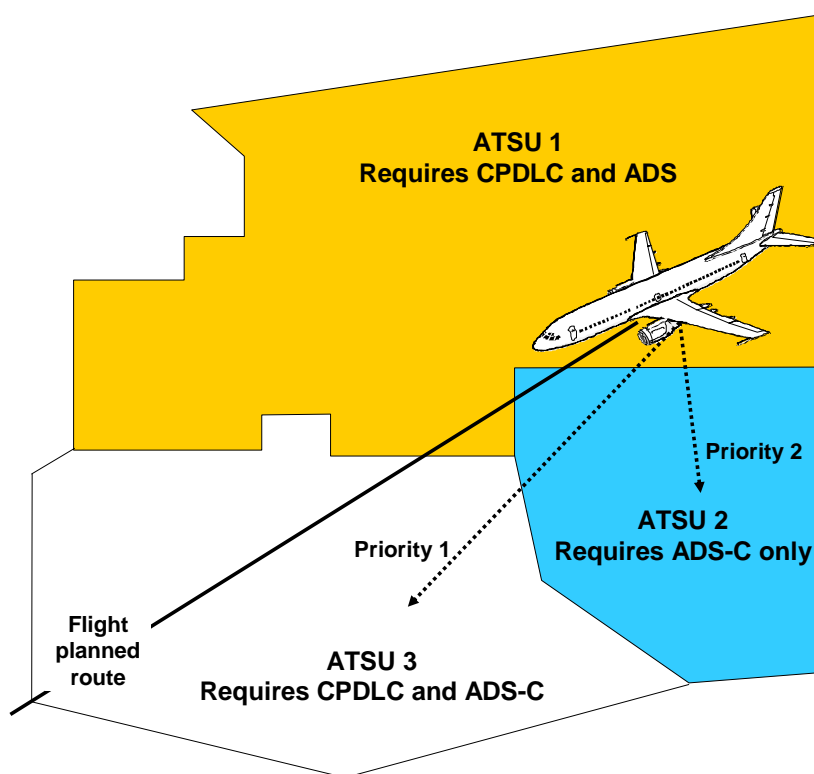 ATSU 1
Requires CPDLC and ADS
Priority 2
ATSU 2
Requires ADS-C only
Priority 1
Flight
planned
route
ATSU 3
Requires CPDLC and ADS-C